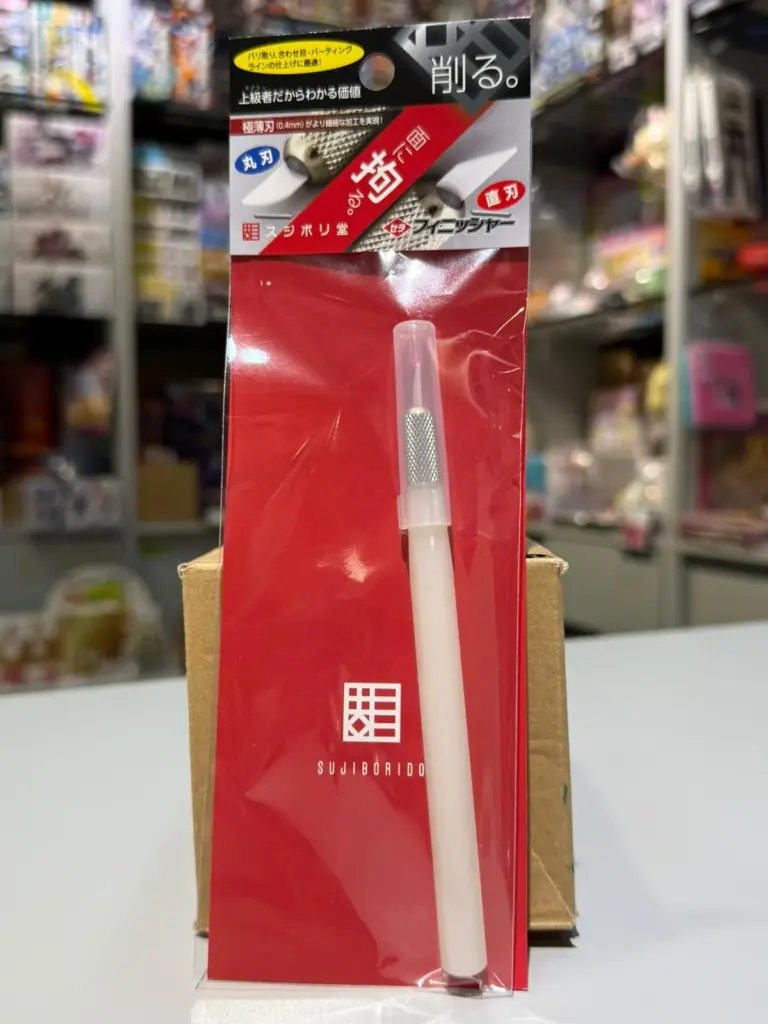 バリ取り、合わせ目・パーティング
ラインの仕上げに最適！
削る。
上級者だからわかる価値
極薄刃(0.4mm)がより繊細な加工を実現！
丸刃
面に拘る。
直刃
スジボリ堂
セラフィニッシャー
SUJIBORIDO